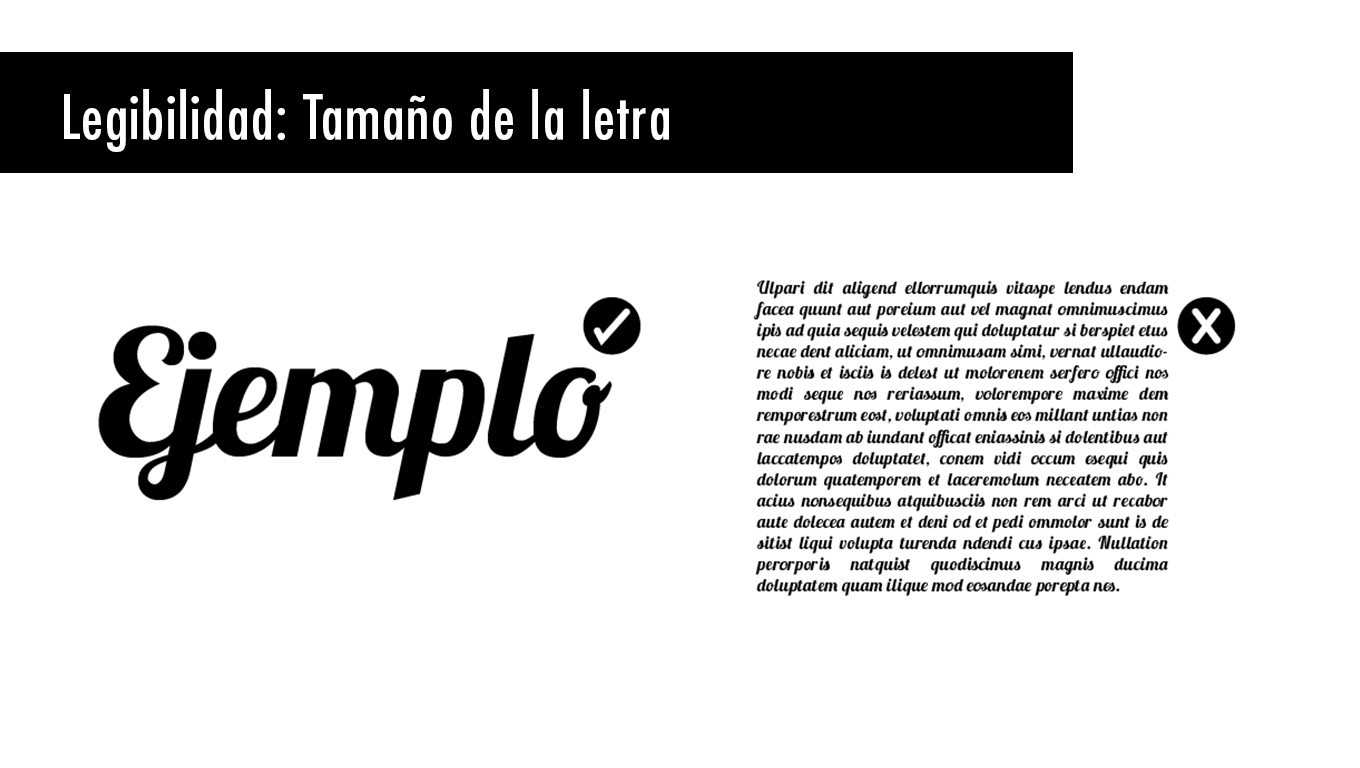 Legibilidad: Tamaño de la letra
Ejemplo
Ulpari dit aligend ellorrumquis vitaspe lendus endam
facea quunt aut poreium aut vel magnat omnimuscimus
ipis ad quia sequis velestem qui doluptatur si berspiet etus
necae dent aliciam, ut omnimusam simi, vernat ullaudio-
re nobis et isciis is delest ut molorenem serfero offici nos
modi seque nos reriassum, volorempore maxime dem
remporestrum eost, voluptati omnis eos millant untias non
rae nusdam ab iundant officat eniassinis si dolentibus aut
laccatempos doluptatet, conem vidi occum esequi quis
dolorum quatemporem et laceremolum neceatem abo. It
acius nonsequibus atquibusciis non rem arci ut recabor
aute dolecea autem et deni od et pedi ommolor sunt is de
sitist liqui volupta turenda ndendi cus ipsae. Nullation
perorporis natquist quodiscimus magnis ducima
doluptatem quam ilique mod eosandae porepta nes.